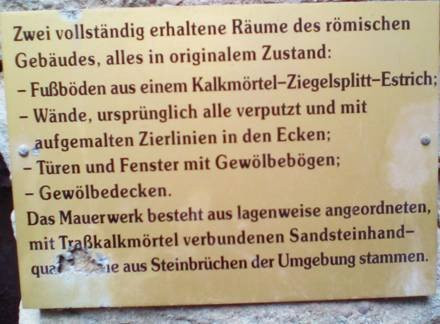 Zwei vollständig erhaltene Räume des römischen
Gebäudes, alles in originalem Zustand:
– Fußböden aus einem Kalkmörtel–Ziegelsplitt–Estrich;
– Wände, ursprünglich alle verputzt und mit
aufgemalten Zierlinien in den Ecken;
– Türen und Fenster mit Gewölbebögen;
– Gewölbedecken.
Das Mauerwerk besteht aus lagenweise angeordneten,
mit Traßkalkmörtel verbundenen Sandsteinhand–
aus Steinbrüchen der Umgebung stammen.